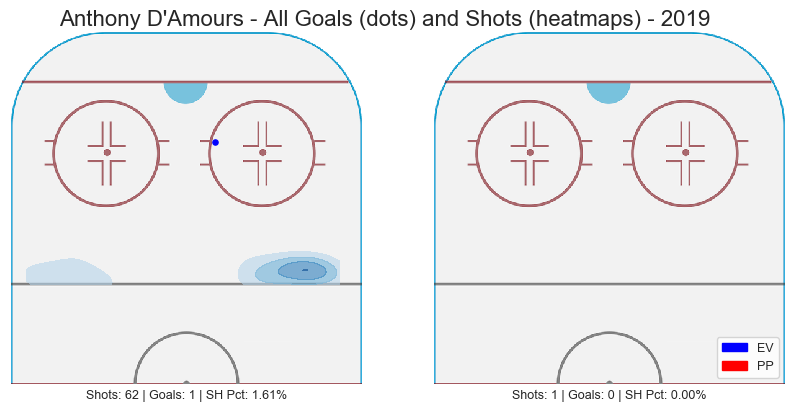 Anthony D'Amours - All Goals (dots) and Shots (heatmaps) - 2019
EV
PP
Shots: 62 | Goals: 1 | SH Pct: 1.61%
Shots: 1 | Goals: 0 | SH Pct: 0.00%